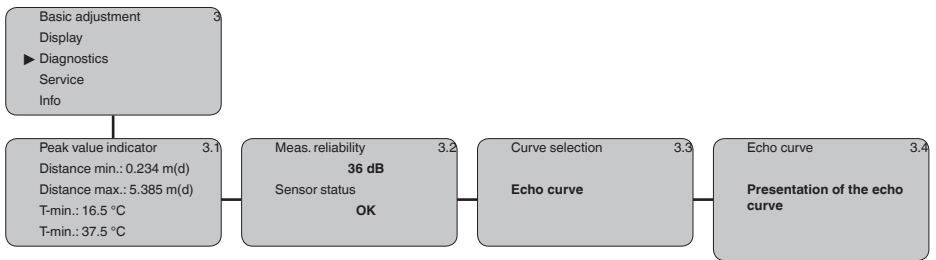 Basic adjustment 3
Display
▶ Diagnostics
Service
Info
Peak value indicator 3.1
Distance min.: 0.234 m(d)
Distance max.: 5.385 m(d)
T-min.: 16.5 °C
T-min.: 37.5 °C
Meas. reliability 3.2
36 dB
Sensor status
OK
Curve selection 3.3
Echo curve
Echo curve 3.4
Presentation of the echo
curve